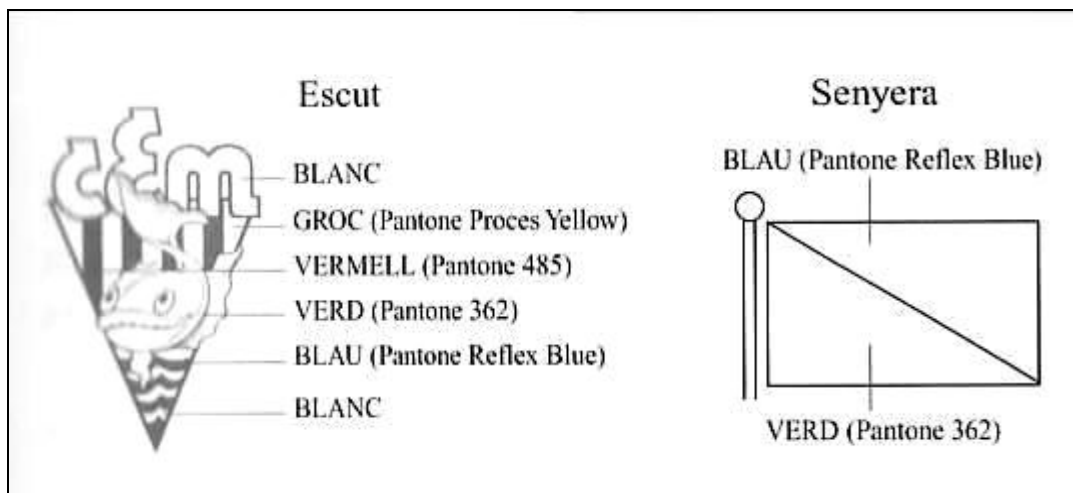 Escut
cEm
BLANC
GROC (Pantone Proces Yellow)
VERMELL (Pantone 485)
VERD (Pantone 362)
BLAU (Pantone Reflex Blue)
BLANC
Senyera
BLAU (Pantone Reflex Blue)
VERD (Pantone 362)